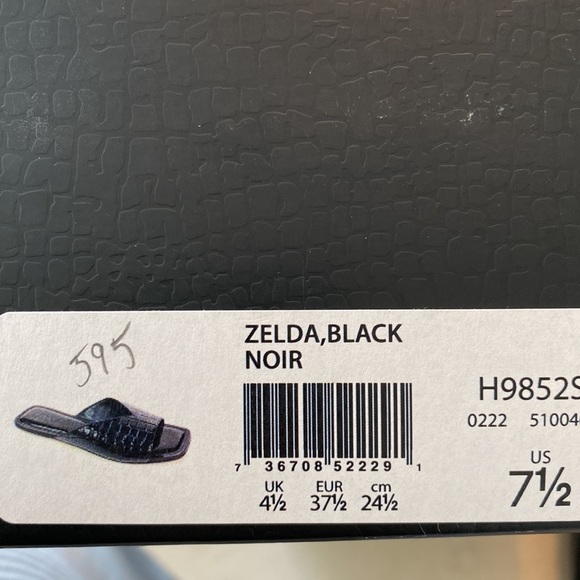 595
ZELDA,BLACK
NOIR
7 36708 52229 1
UK EUR cm
4½ 37½ 24½
H9852S
0222 51004
US
7½